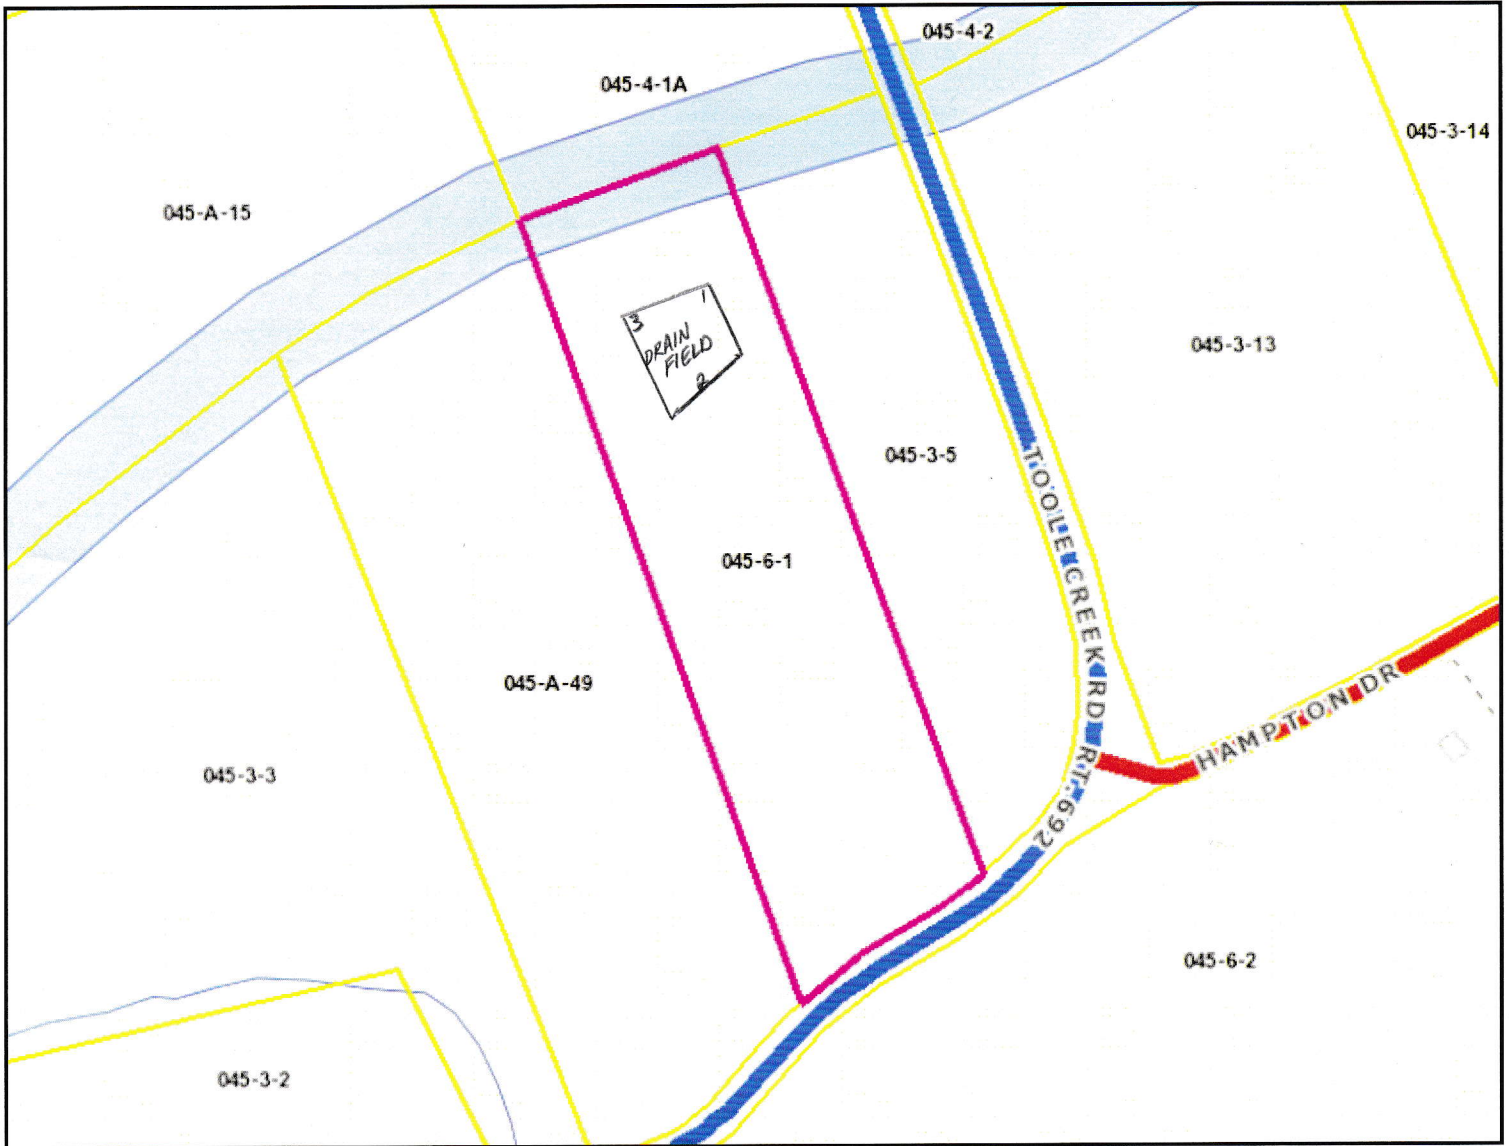 045-4-2
045-4-1A
045-3-14
045-A-15
1
3
DRAIN
FIELD
2
045-3-13
045-3-5
TOOLE CREEK RD RT. 692
045-6-1
HAMPTON DR
045-A-49
045-3-3
045-6-2
045-3-2